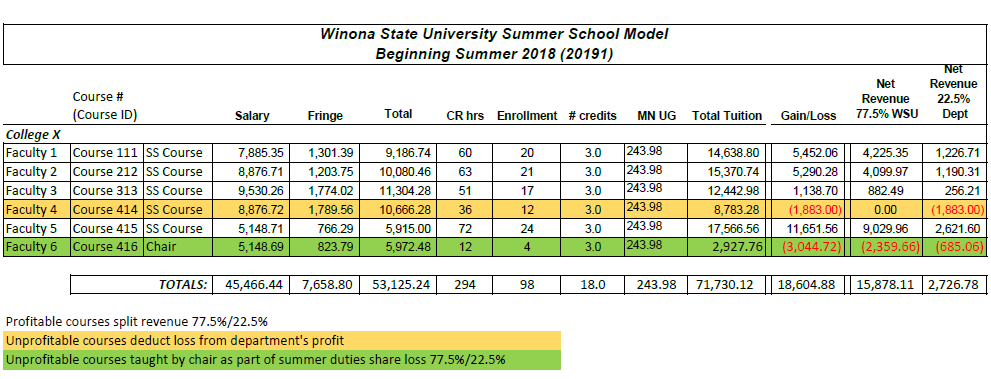 Winona State University Summer School Model
Beginning Summer 2018 (20191)
Course # (Course ID) Salary Fringe Total CR hrs Enrollment # credits MN UG Total Tuition Gain/Loss Net Revenue 77.5% WSU Net Revenue 22.5% Dept
College X
Faculty 1 Course 111 SS Course 7,885.35 1,301.39 9,186.74 60 20 3.0 243.98 14,638.80 5,452.06 4,225.35 1,226.71
Faculty 2 Course 212 SS Course 8,876.71 1,203.75 10,080.46 63 21 3.0 243.98 15,370.74 5,290.28 4,099.97 1,190.31
Faculty 3 Course 313 SS Course 9,530.26 1,774.02 11,304.28 51 17 3.0 243.98 12,442.98 1,138.70 882.49 256.21
Faculty 4 Course 414 SS Course 8,876.72 1,789.56 10,666.28 36 12 3.0 243.98 8,783.28 (1,883.00) 0.00 (1,883.00)
Faculty 5 Course 415 SS Course 5,148.71 766.29 5,915.00 72 24 3.0 243.98 17,566.56 11,651.56 9,029.96 2,621.60
Faculty 6 Course 416 Chair 5,148.69 823.79 5,972.48 12 4 3.0 243.98 2,927.76 (3,044.72) (2,359.66) (685.06)
TOTALS: 45,466.44 7,658.80 53,125.24 294 98 18.0 243.98 71,730.12 18,604.88 15,878.11 2,726.78
Profitable courses split revenue 77.5%/22.5%
Unprofitable courses deduct loss from department's profit
Unprofitable courses taught by chair as part of summer duties share loss 77.5%/22.5%